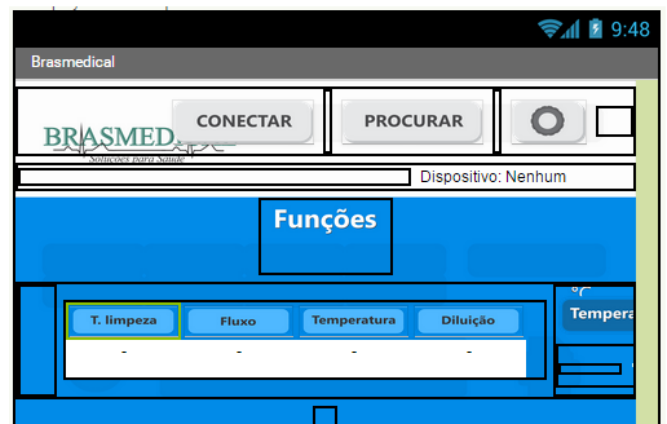 9:48
Brasmedical
CONECTAR
PROCURAR
BRASMED
Soluções para Saúde
Dispositivo: Nenhum
Funções
°C
T. limpeza
Fluxo
Temperatura
Diluição
Tempera
- - - -